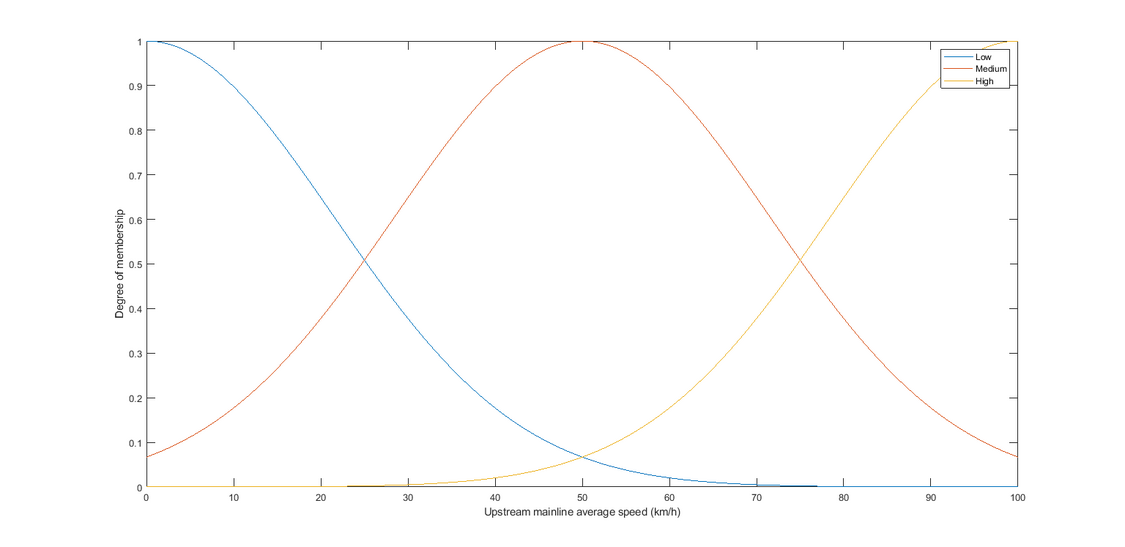 1
0.9
0.8
0.7
0.6
0.5
0.4
0.3
0.2
0.1
0
Degree of membership
Low
Medium
High
0 10 20 30 40 50 60 70 80 90 100
Upstream mainline average speed (km/h)